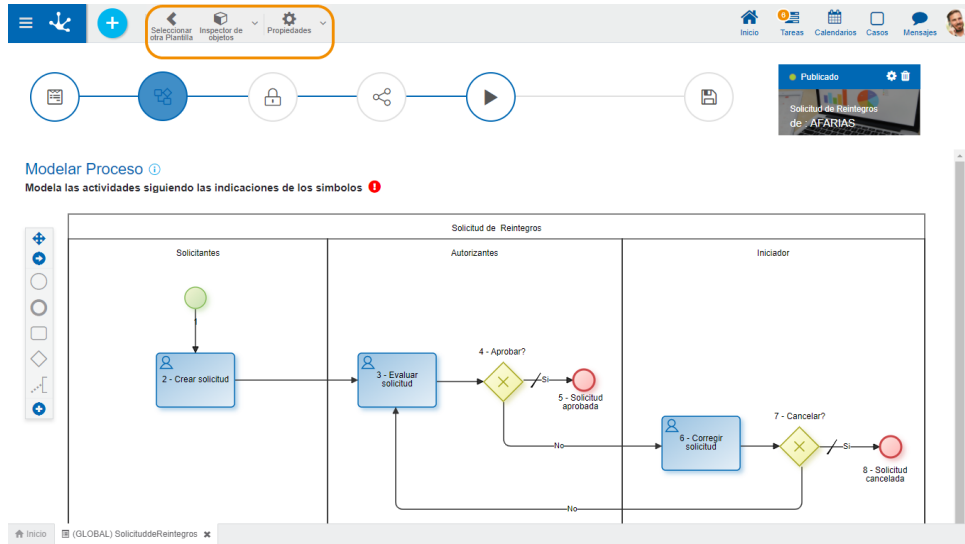 Seleccionar
otra Plantilla
Inspector de
objetos
Propiedades
Inicio
6
Tareas
Calendarios
Casos
Mensajes
Publicado
Solicitud de Reintegros
de : AFARIAS
Modelar Proceso
Modela las actividades siguiendo las indicaciones de los simbolos
Solicitud de Reintegros
Solicitantes
Autorizantes
Iniciador
1
2 - Crear solicitud
3 - Evaluar
solicitud
4 - Aprobar?
Si
5 - Solicitud
aprobada
No
6 - Corregir
solicitud
7 - Cancelar?
Si
8 - Solicitud
cancelada
No
Inicio
(GLOBAL) SolicituddeReintegros